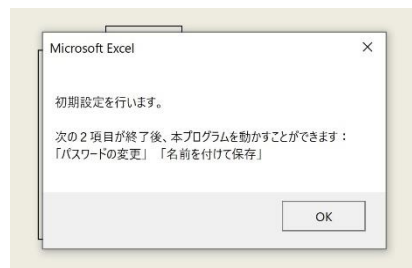 Microsoft Excel
初期設定を行います。
次の２項目が終了後、本プログラムを動かすことができます：
「パスワードの変更」　「名前を付けて保存」
OK